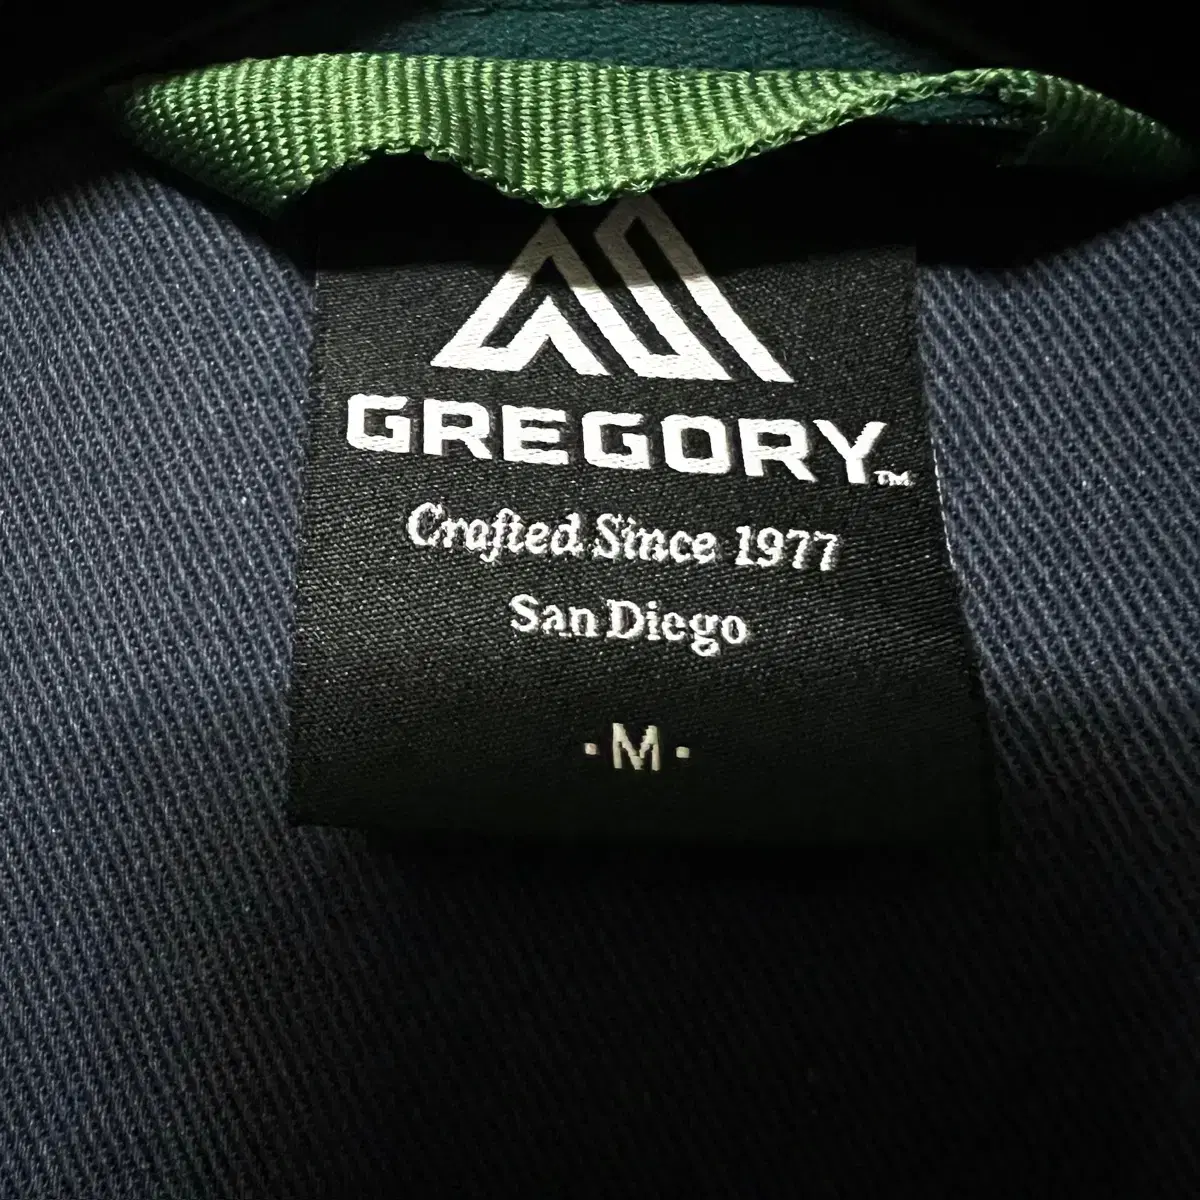 GREGORY™
Crafted Since 1977
San Diego
·M·